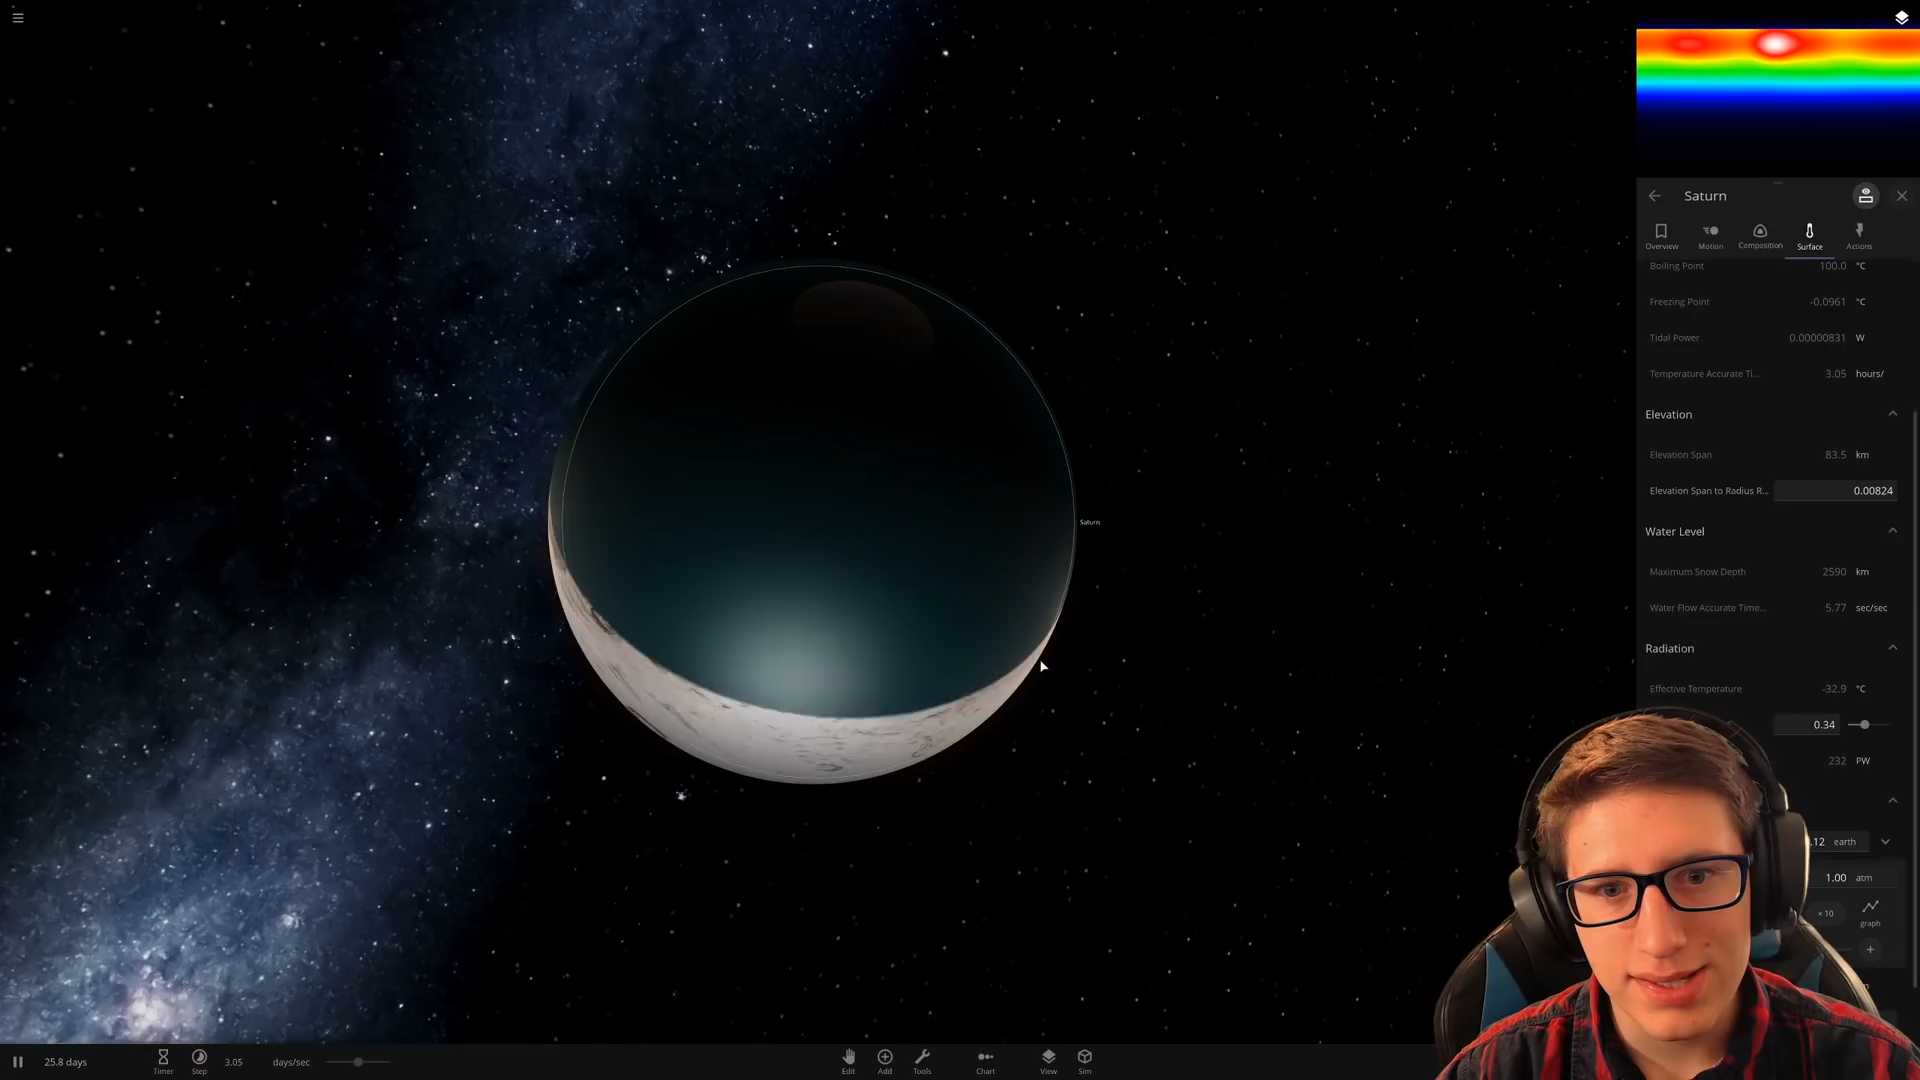 Saturn
Overview
Motion
Composition
Surface
Actions
Boiling Point 100.0 °C
Freezing Point -0.0961 °C
Tidal Power 0.00000831 W
Temperature Accurate Ti... 3.05 hours/
Elevation
Elevation Span 83.5 km
Elevation Span to Radius R... 0.00824
Water Level
Maximum Snow Depth 2590 km
Water Flow Accurate Time... 5.77 sec/sec
Radiation
Effective Temperature -32.9 °C
0.34
232 PW
.12 earth
1.00 atm
× 10
graph
Saturn
25.8 days
Timer
Step
3.05 days/sec
Edit
Add
Tools
Chart
View
Sim